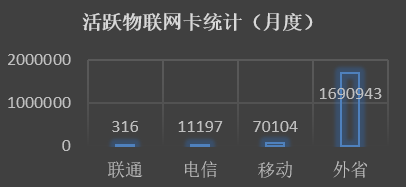 活跃物联网卡统计（月度）
2000000
1000000
0
316
11197
70104
1690943
联通
电信
移动
外省